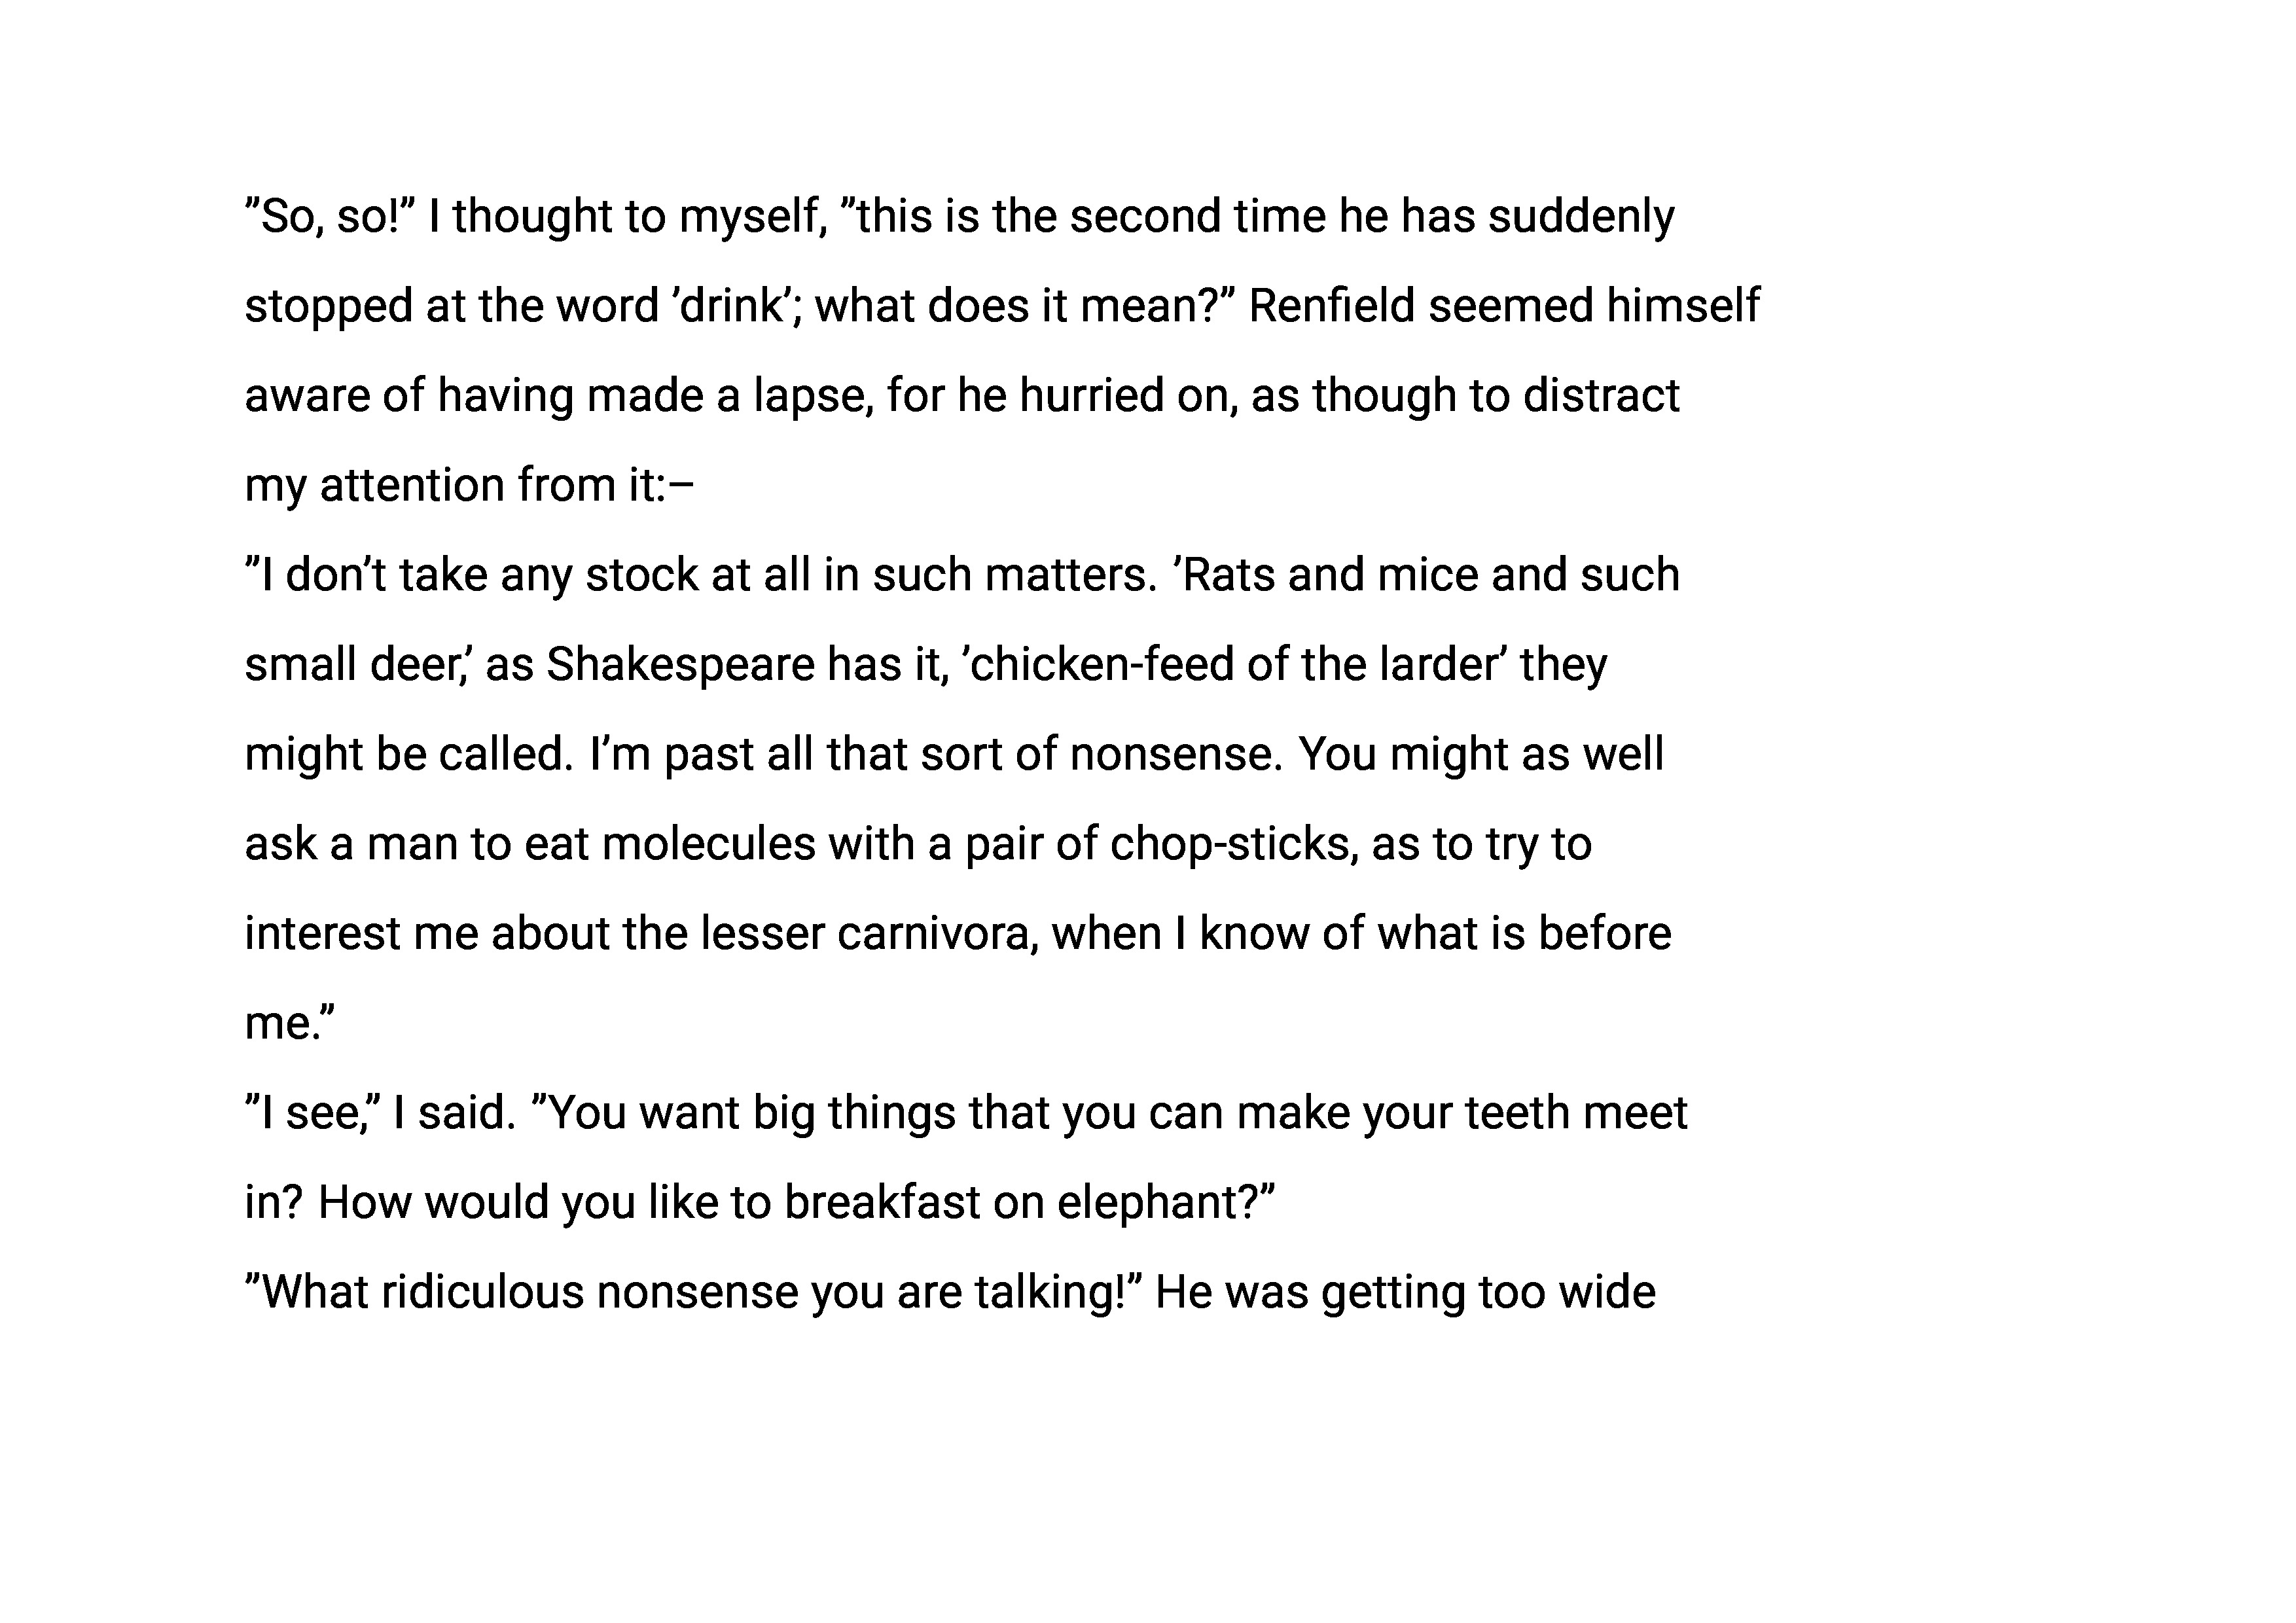 ”So, so!” I thought to myself, ”this is the second time he has suddenly
stopped at the word ’drink’; what does it mean?” Renfield seemed himself
aware of having made a lapse, for he hurried on, as though to distract
my attention from it:–
”I don’t take any stock at all in such matters. ’Rats and mice and such
small deer,’ as Shakespeare has it, ’chicken-feed of the larder’ they
might be called. I’m past all that sort of nonsense. You might as well
ask a man to eat molecules with a pair of chop-sticks, as to try to
interest me about the lesser carnivora, when I know of what is before
me.”
”I see,” I said. ”You want big things that you can make your teeth meet
in? How would you like to breakfast on elephant?”
”What ridiculous nonsense you are talking!” He was getting too wide